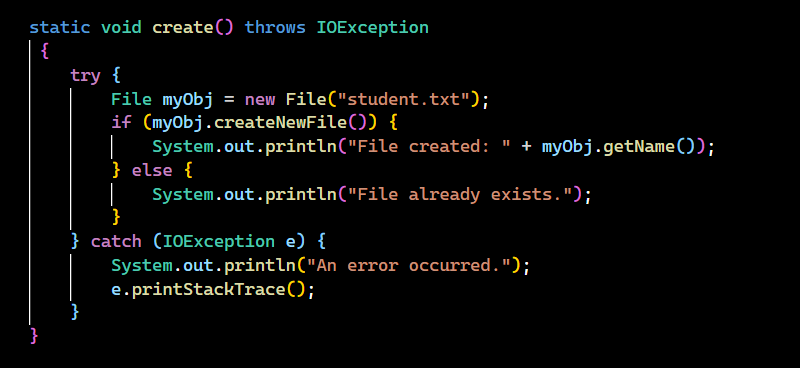 static void create() throws IOException
{
try {
File myObj = new File("student.txt");
if (myObj.createNewFile()) {
System.out.println("File created: " + myObj.getName());
} else {
System.out.println("File already exists.");
}
} catch (IOException e) {
System.out.println("An error occurred.");
e.printStackTrace();
}
}